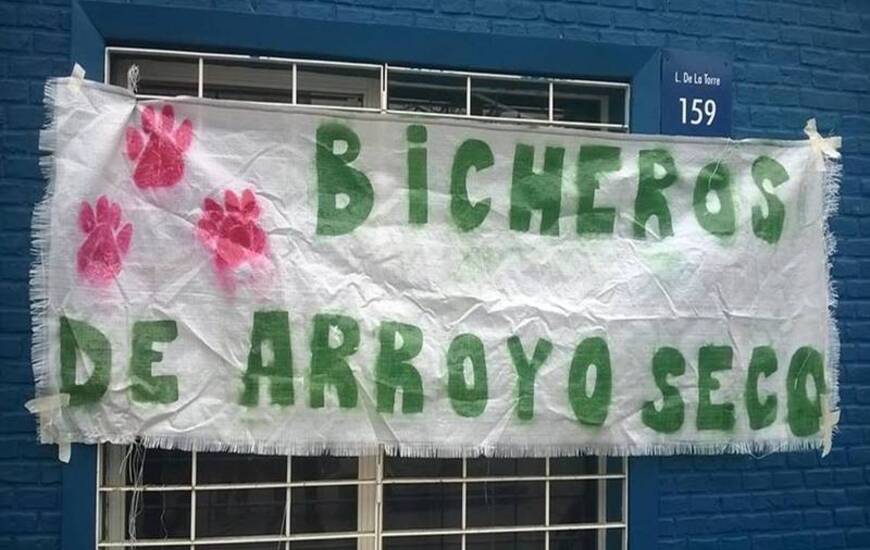 L. De La Torre
159
BiCHEROS
DE ARROYO SECO